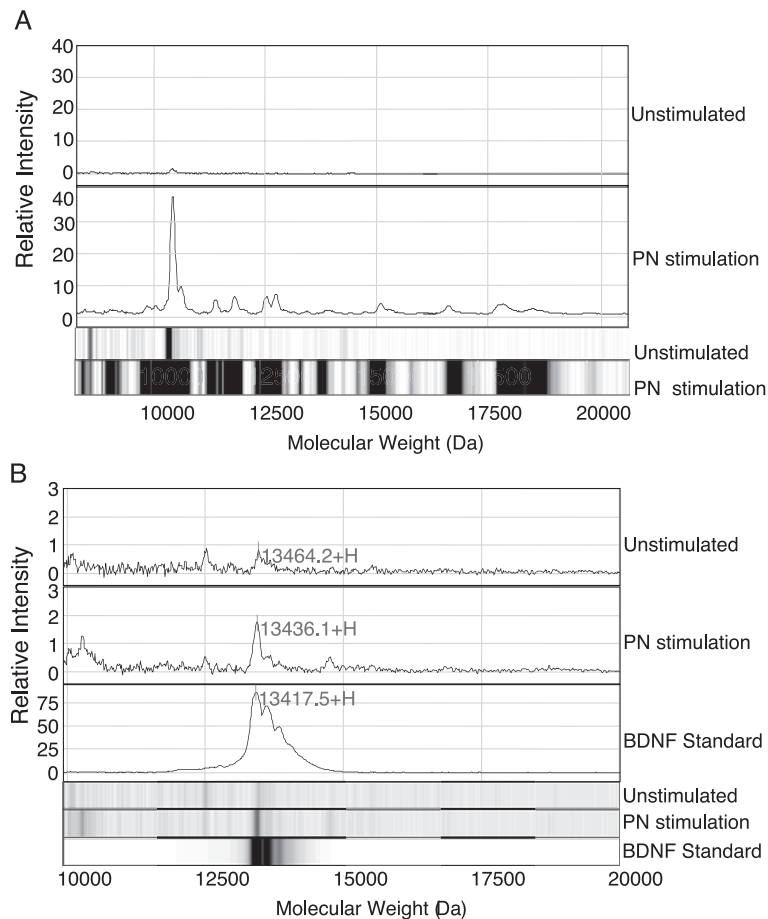 A
40
30
20
10
0
Unstimulated
40
30
20
10
0
PN stimulation
Relative Intensity
Unstimulated
10000
PN stimulation
10000 12500 15000 17500 20000
Molecular Weight (Da)
B
3
2
1
0
13464.2+H
Unstimulated
3
2
1
0
13436.1+H
PN stimulation
75
50
25
0
13417.5+H
BDNF Standard
Relative Intensity
Unstimulated
PN stimulation
BDNF Standard
10000 12500 15000 17500 20000
Molecular Weight (Da)